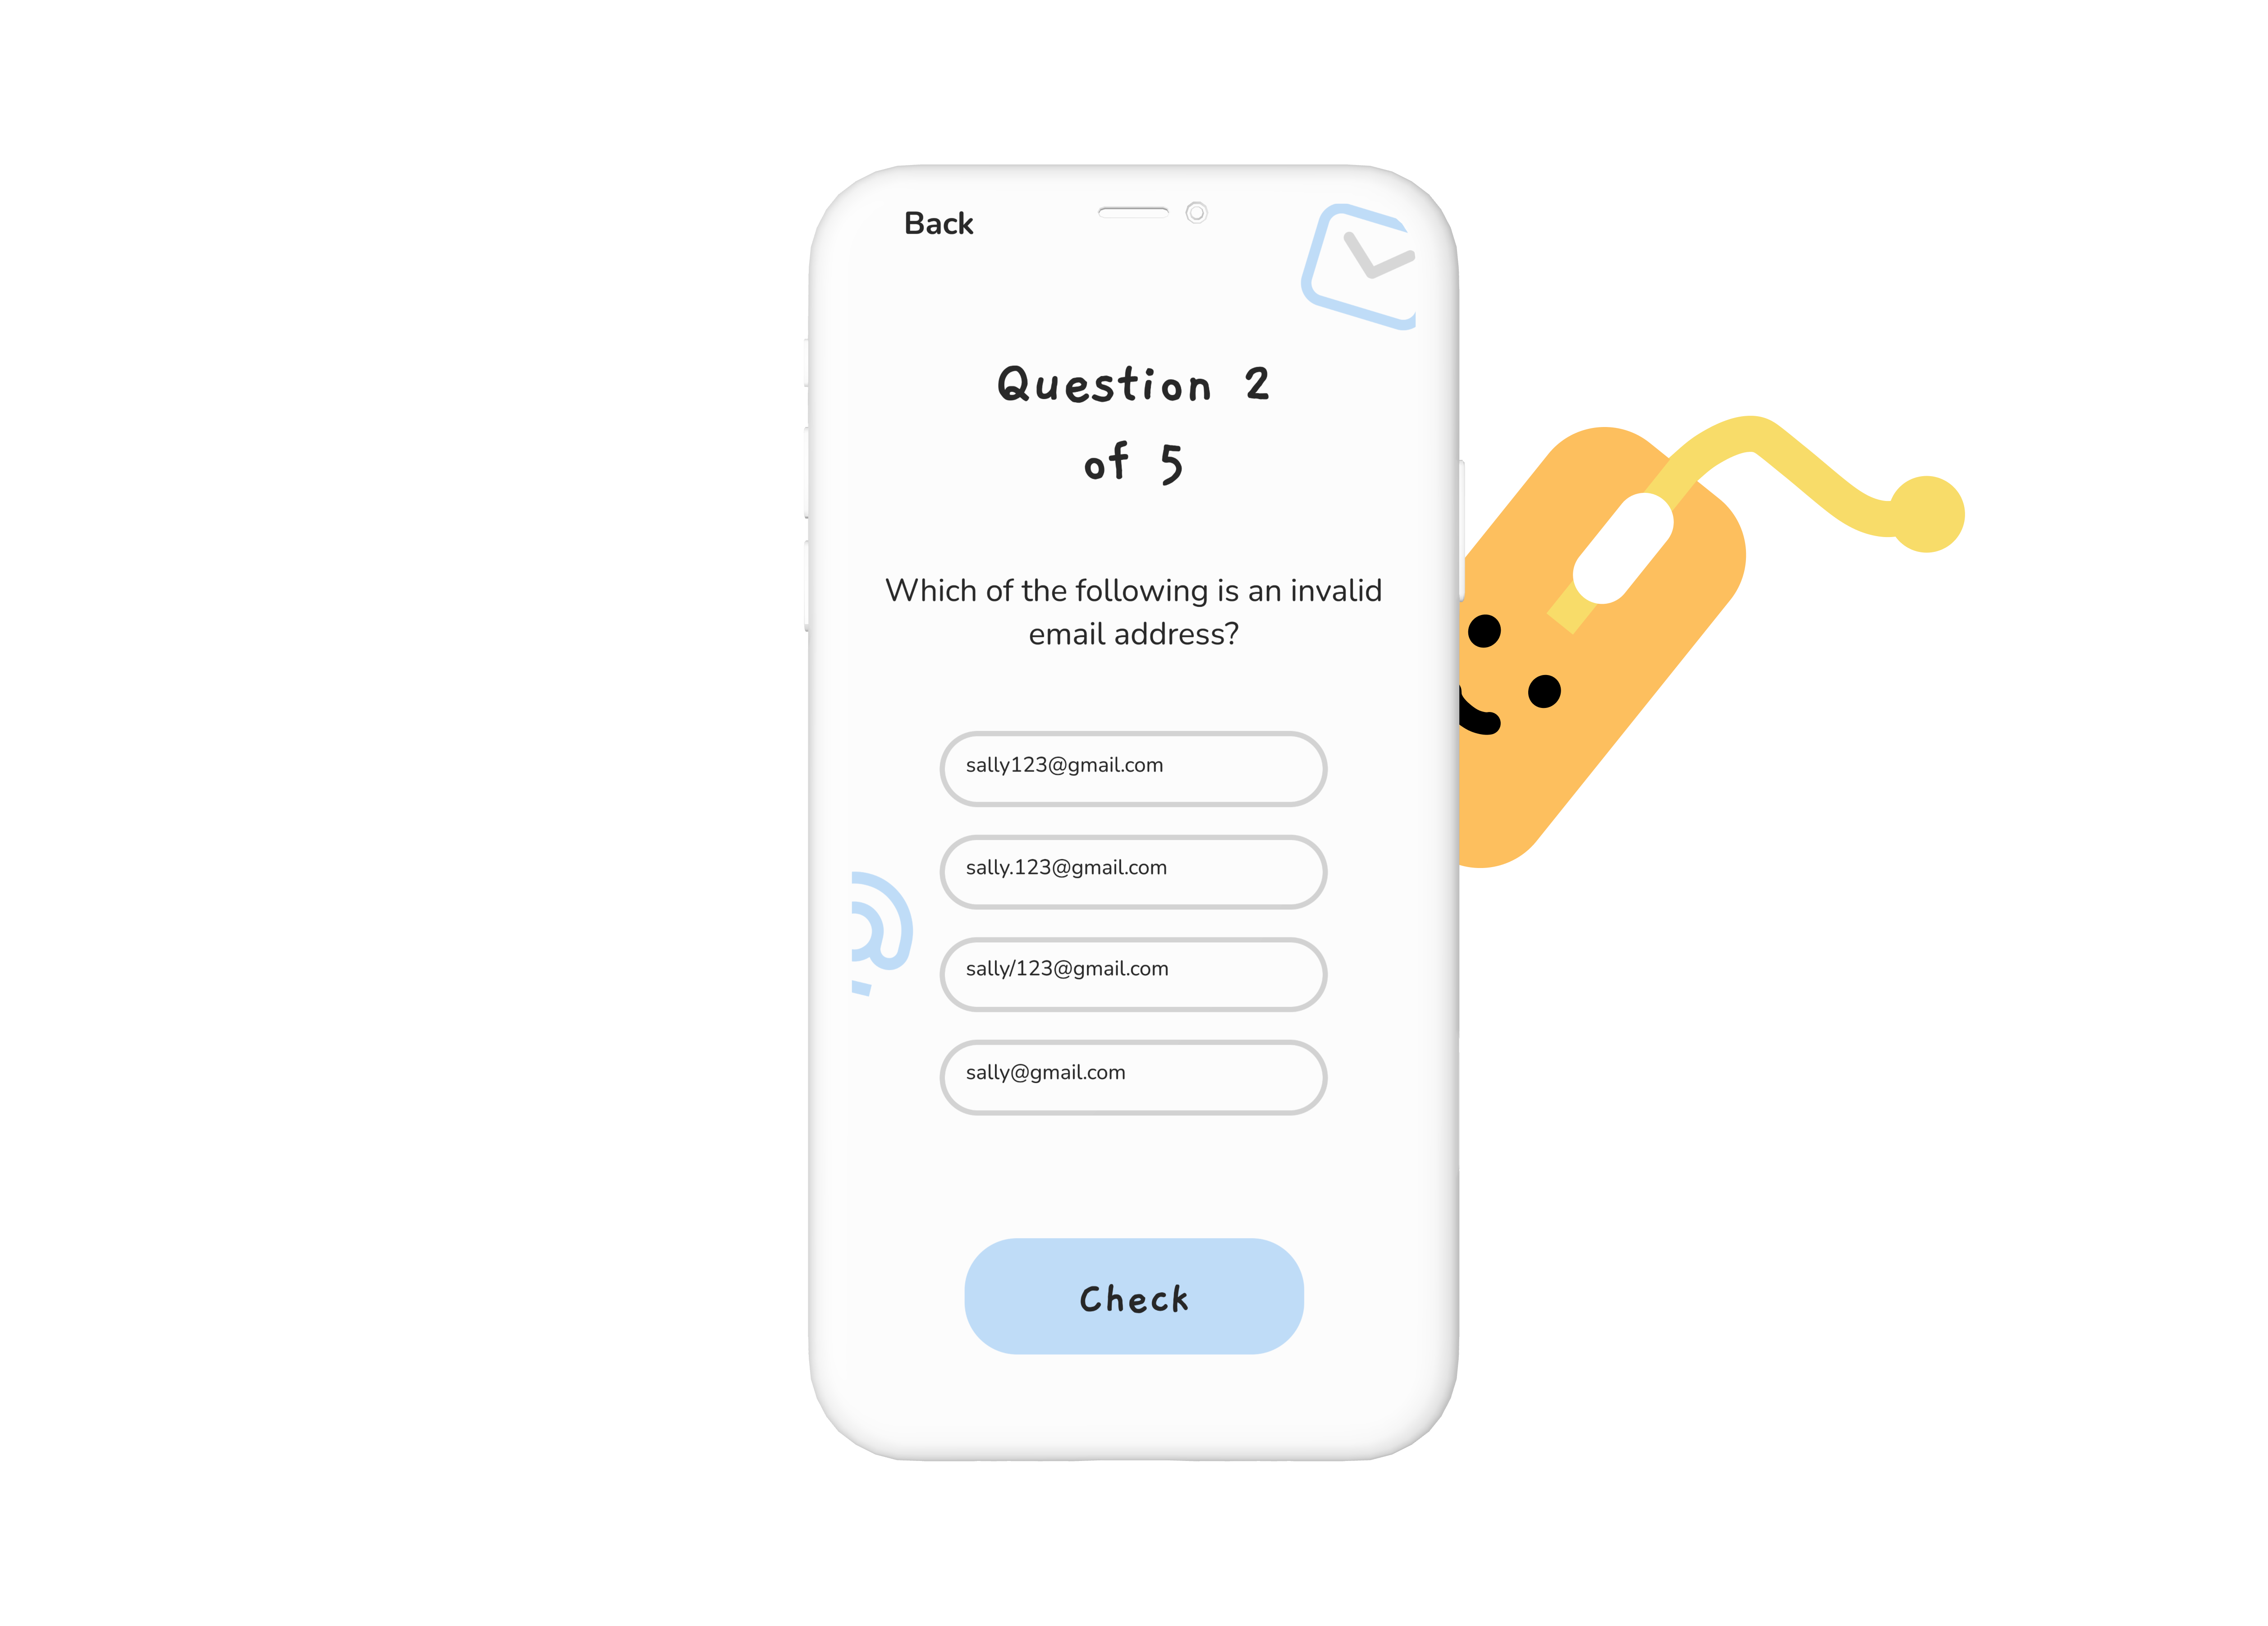 Back
Question 2
of 5
Which of the following is an invalid
email address?
sally123@gmail.com
sally.123@gmail.com
sally/123@gmail.com
sally@gmail.com
Check